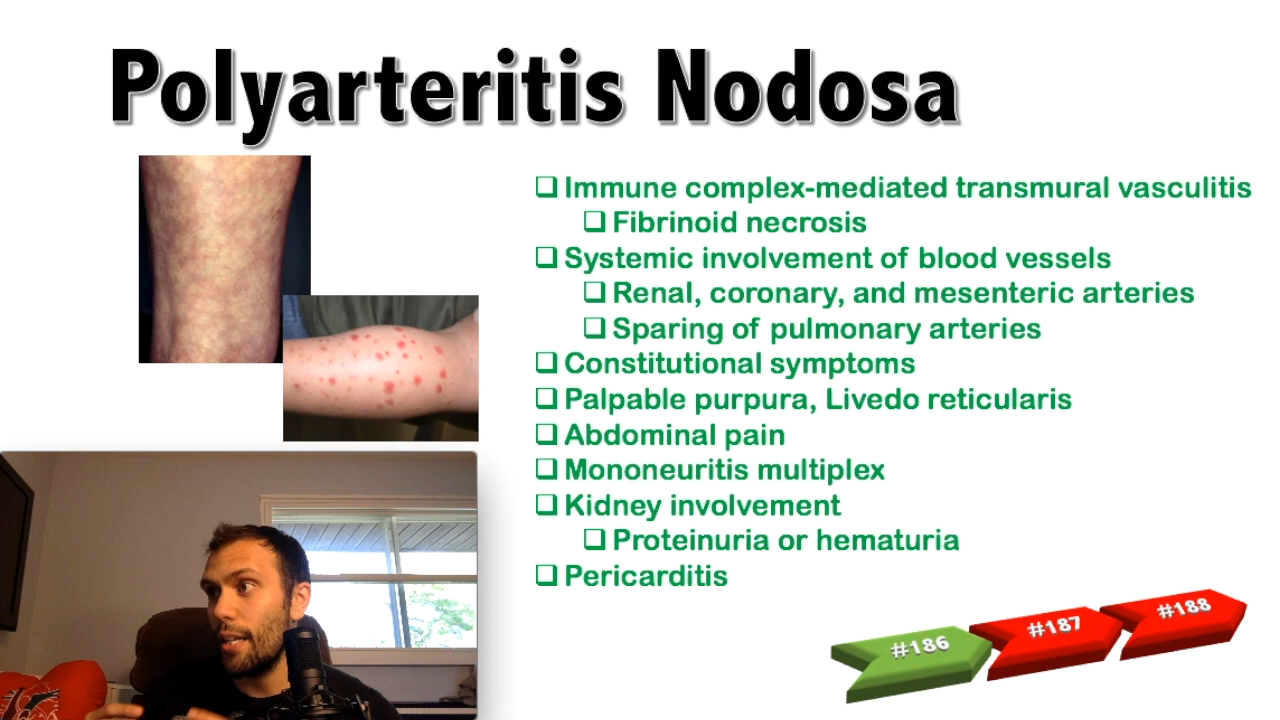 Polyarteritis Nodosa
Immune complex-mediated transmural vasculitis
Fibrinoid necrosis
Systemic involvement of blood vessels
Renal, coronary, and mesenteric arteries
Sparing of pulmonary arteries
Constitutional symptoms
Palpable purpura, Livedo reticularis
Abdominal pain
Mononeuritis multiplex
Kidney involvement
Proteinuria or hematuria
Pericarditis
#186
#187
#188